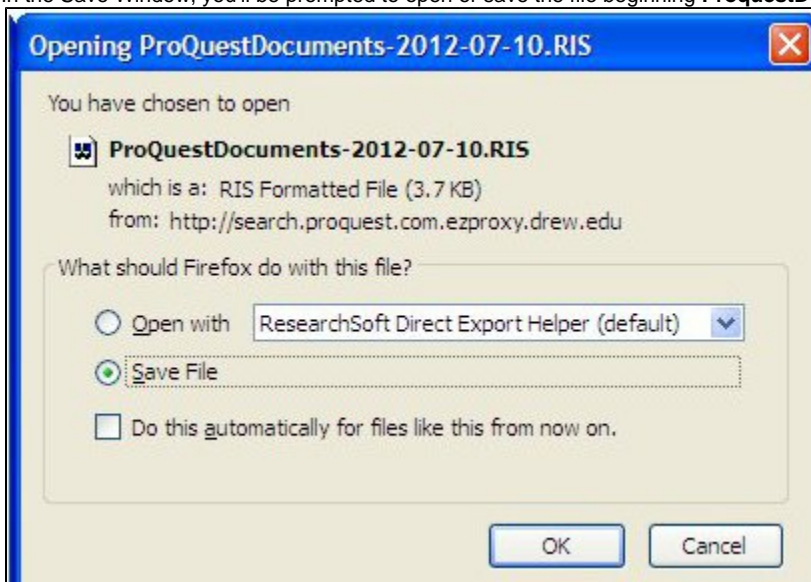 in the Save Window, you'll be prompted to open or save the file beginning ProquestD
Opening ProQuestDocuments-2012-07-10.RIS
You have chosen to open
ProQuestDocuments-2012-07-10.RIS
which is a: RIS Formatted File (3.7 KB)
from: http://search.proquest.com.ezproxy.drew.edu
What should Firefox do with this file?
Open with ResearchSoft Direct Export Helper (default)
Save File
Do this automatically for files like this from now on.
OK Cancel